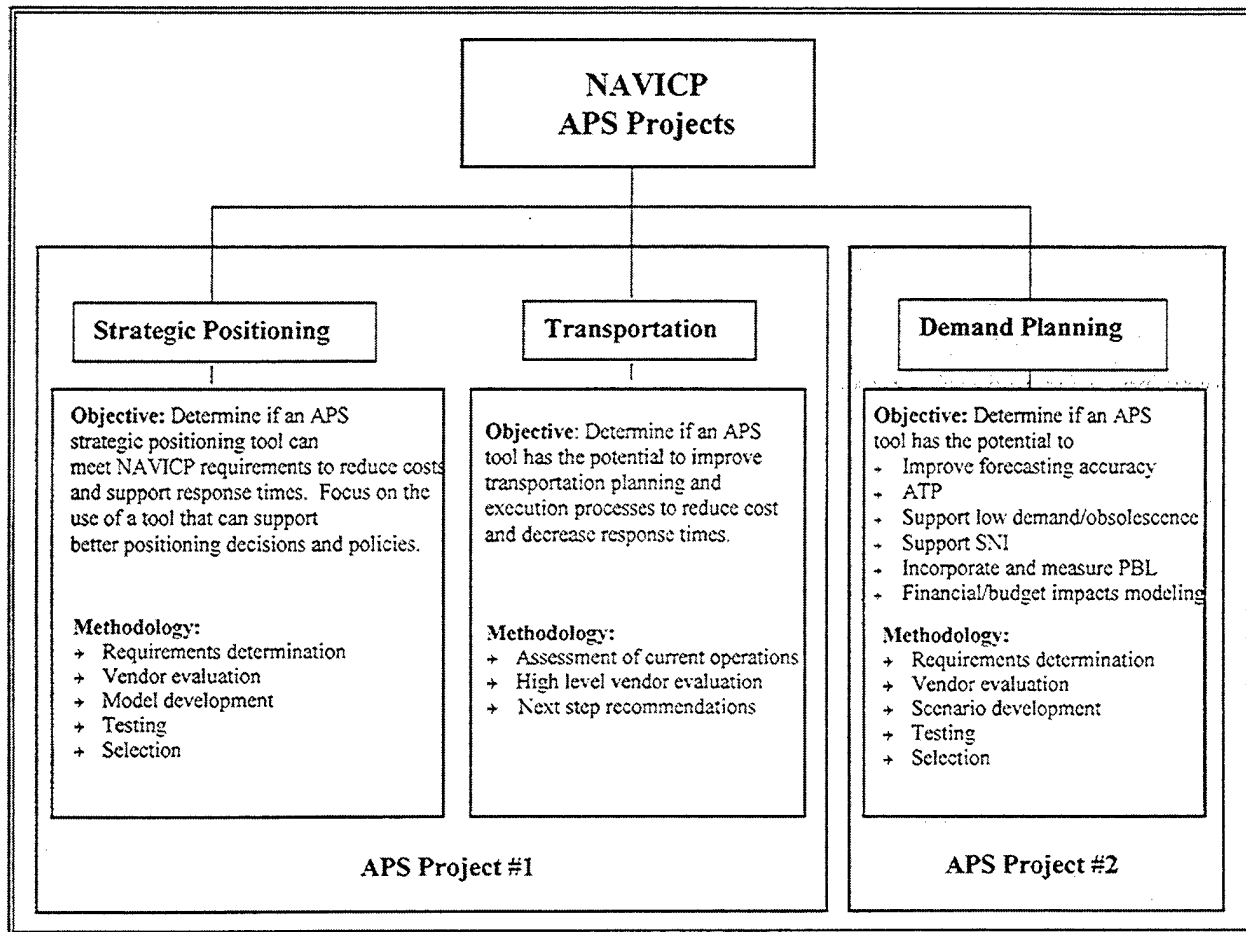 NAVICP
APS Projects
Strategic Positioning
Objective: Determine if an APS
strategic positioning tool can
meet NAVICP requirements to reduce costs
and support response times. Focus on the
use of a tool that can support
better positioning decisions and policies.
Methodology:
→ Requirements determination
→ Vendor evaluation
→ Model development
→ Testing
→ Selection
Transportation
Objective: Determine if an APS
tool has the potential to improve
transportation planning and
execution processes to reduce cost
and decrease response times.
Methodology:
→ Assessment of current operations
→ High level vendor evaluation
→ Next step recommendations
APS Project #1
Demand Planning
Objective: Determine if an APS
tool has the potential to
→ Improve forecasting accuracy
→ ATP
→ Support low demand/obsolescence
→ Support SNI
→ Incorporate and measure PBL
→ Financial/budget impacts modeling
Methodology:
→ Requirements determination
→ Vendor evaluation
→ Scenario development
→ Testing
→ Selection
APS Project #2